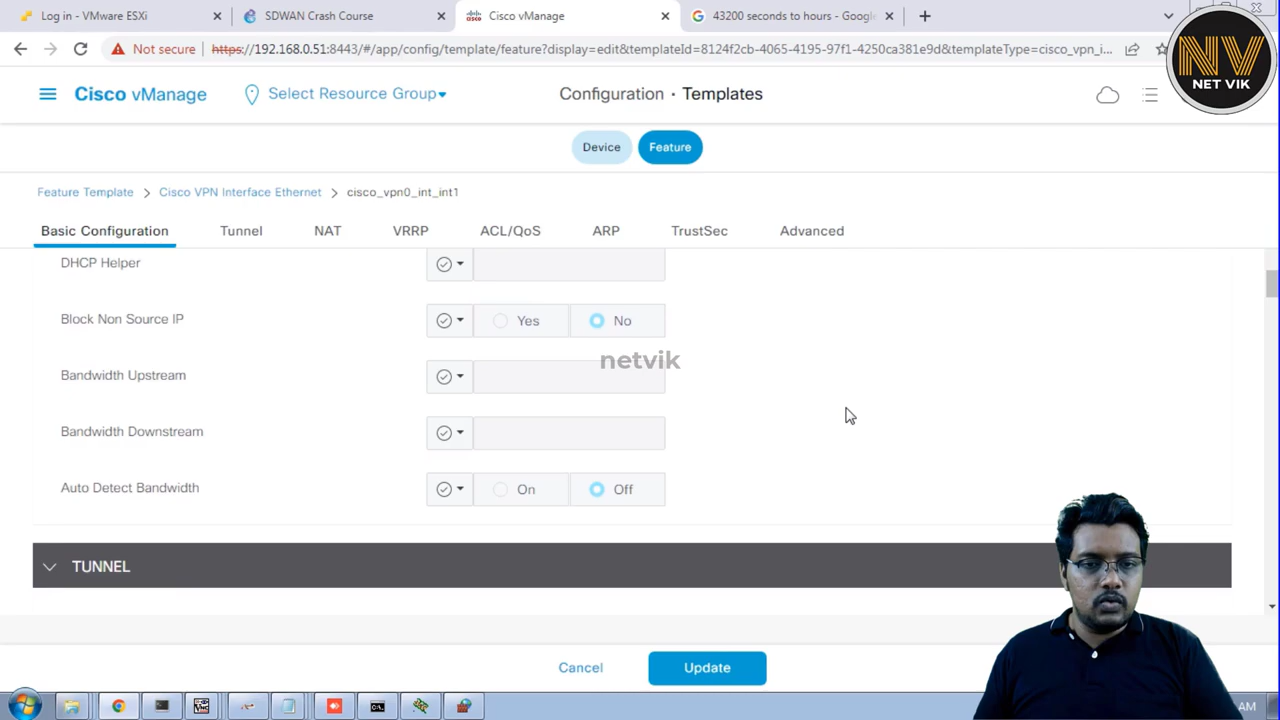 Log in - VMware ESXi
SDWAN Crash Course
Cisco vManage
43200 seconds to hours - Google
Not secure
https://192.168.0.51:8443/#/app/config/template/feature?display=edit&templateId=8124f2cb-4065-4195-97f1-4250ca381e9d&templateType=cisco_vpn_i...
NV
NET VIK
Cisco vManage
Select Resource Group
Configuration · Templates
Device
Feature
Feature Template
Cisco VPN Interface Ethernet
cisco_vpn0_int_int1
Basic Configuration
Tunnel
NAT
VRRP
ACL/QoS
ARP
TrustSec
Advanced
DHCP Helper
Block Non Source IP
Yes
No
netvik
Bandwidth Upstream
Bandwidth Downstream
Auto Detect Bandwidth
On
Off
TUNNEL
Cancel
Update
AM